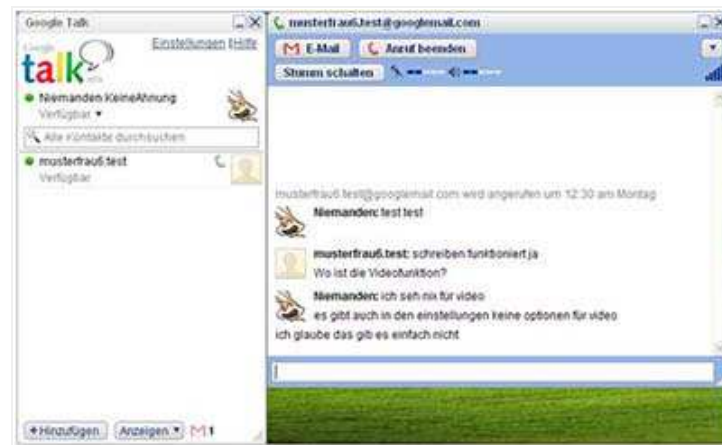 Google Talk
Einstellungen | Hilfe
Google
talk
BETA
Niemanden KeineAhnung
Verfügbar
Alle Kontakte durchsuchen
musterfrau6.test
Verfügbar
+Hinzufügen
Anzeigen
1
musterfrau6.test@googlemail.com
E-Mail
Anruf beenden
Stumm schalten
musterfrau6.test@googlemail.com wird angerufen um 12:30 am Montag
Niemanden: test test
musterfrau6.test: schreiben funktioniert ja
Wo ist die Videofunktion?
Niemanden: ich seh nix für video
es gibt auch in den einstellungen keine optionen für video
ich glaube das gib es einfach nicht